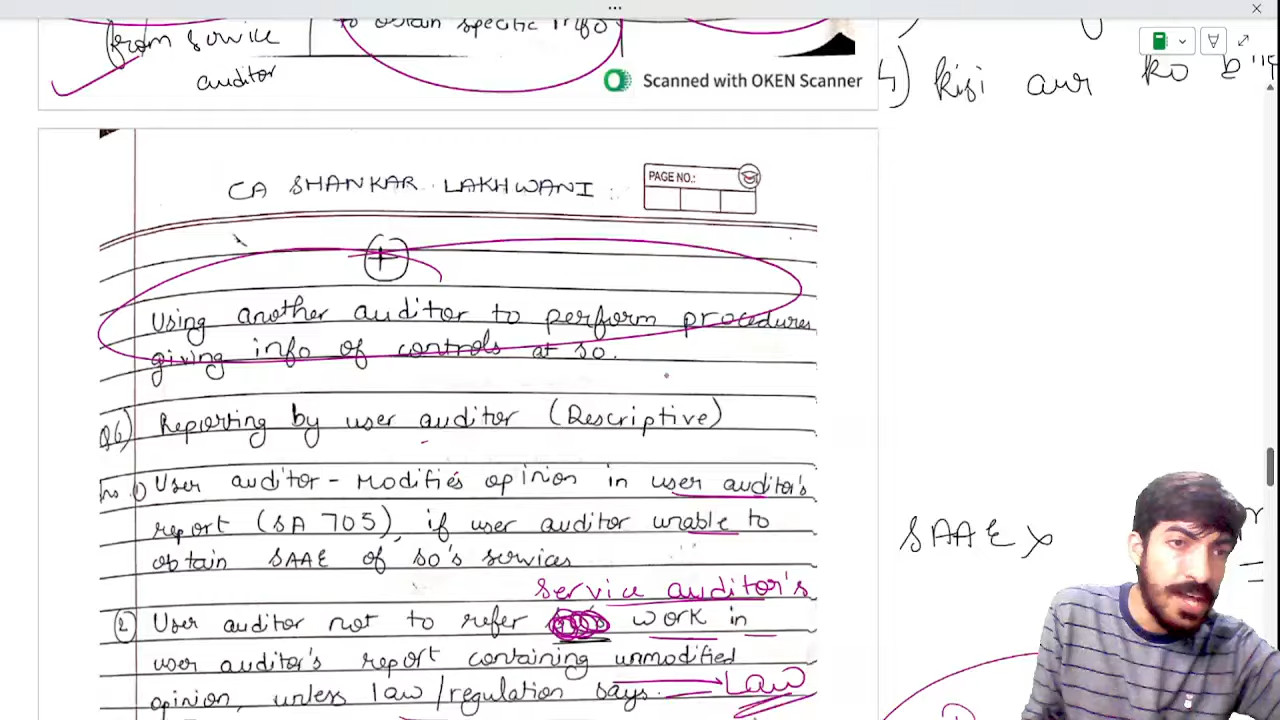 to obtain specific info
from service
auditor
Scanned with OKEN Scanner
4) kisi aur ko
CA SHANKAR LAKHWANI
PAGE NO.:
+
Using another auditor to perform procedures
giving info of controls at SO.
Q6) Reporting by user auditor (Descriptive)
1) User auditor - Modifies opinion in user auditor's
report (SA 705), if user auditor unable to
obtain SAAE of SO's services
service auditor's
2) User auditor not to refer work in
user auditor's report containing unmodified
opinion, unless law/regulation says. Law
SAAE x